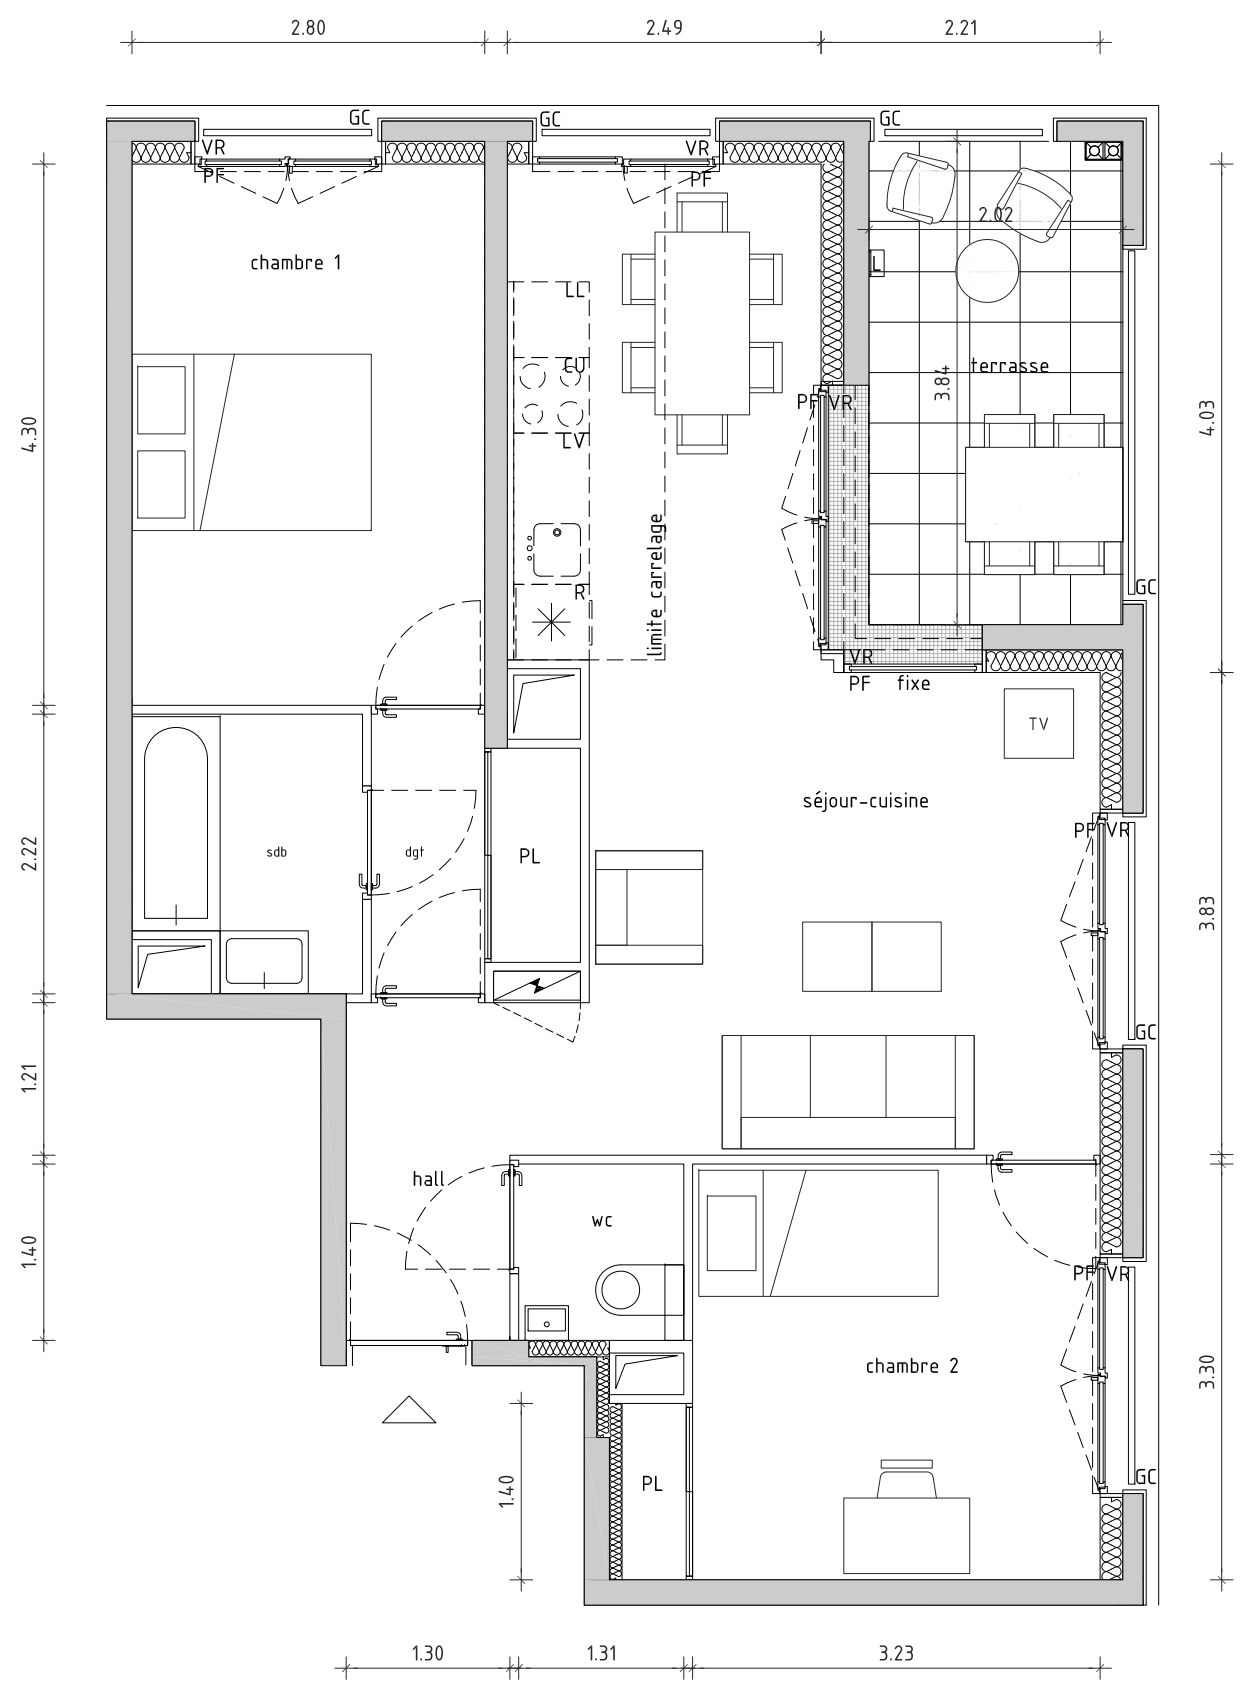 2.80
2.49
2.21
GC
GC
GC
VR
PF
VR
PF
2.02
chambre 1
L
LL
CU
terrasse
3.84
PF VR
4.30
4.03
LV
limite carrelage
R
GC
VR
PF fixe
TV
séjour-cuisine
PF VR
sdb
dgt
PL
2.22
3.83
GC
1.21
hall
wc
1.40
PF VR
chambre 2
3.30
GC
1.40
PL
1.30
1.31
3.23